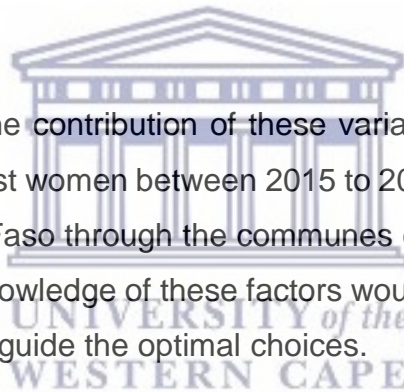 ne contribution of these varia
st women between 2015 to 20
Faso through the communes
owledge of these factors wou
UNIVERSITY of the
guide the optimal choices.
WESTERN CAPE